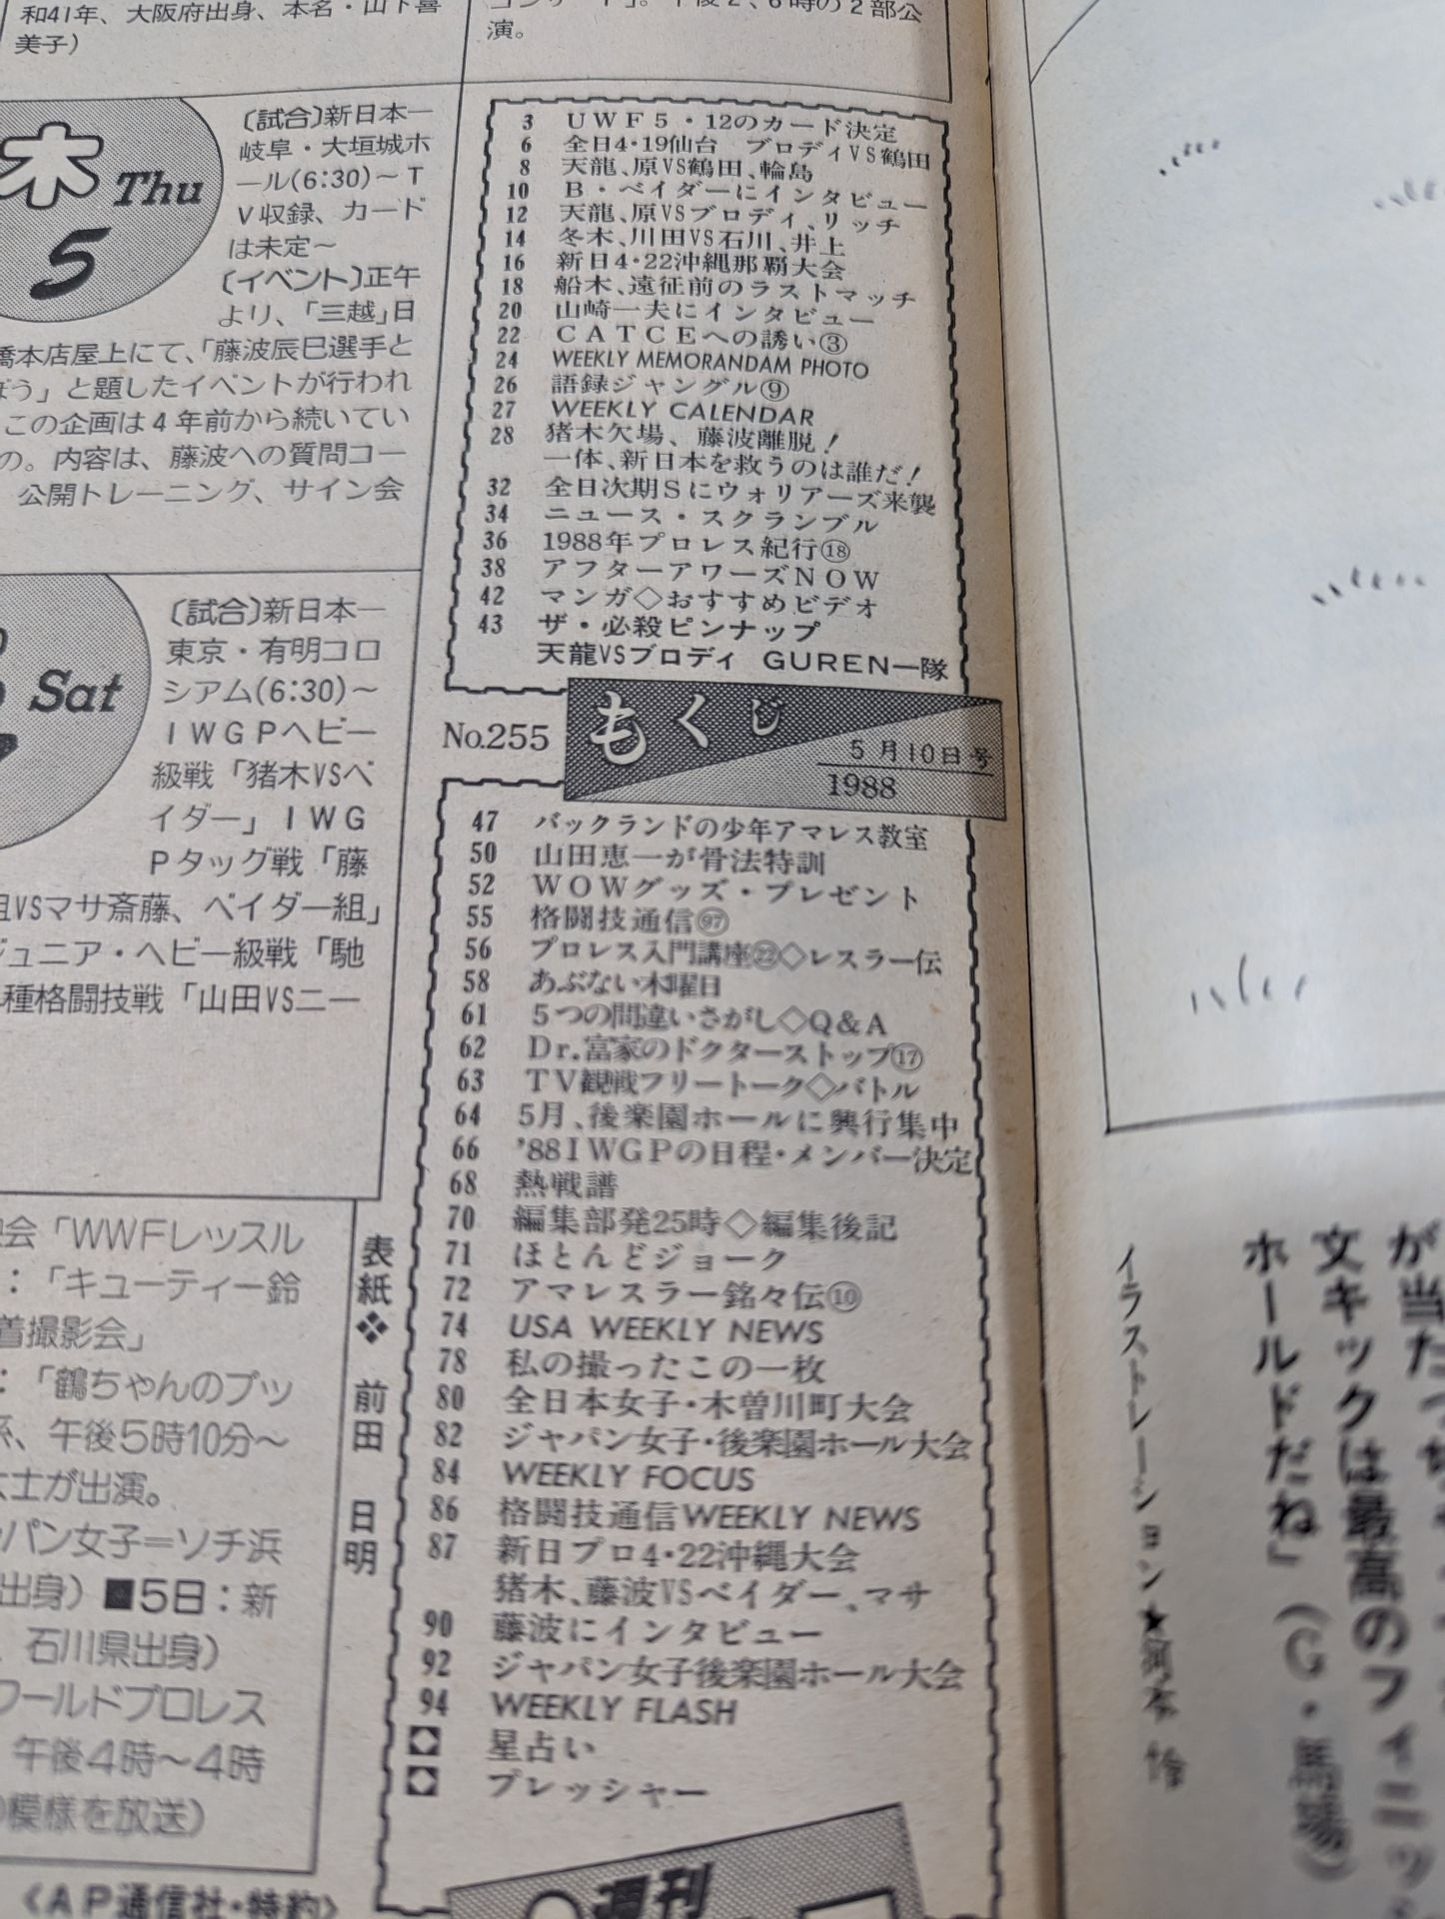 和41年、大阪府出身、本名・山下喜
美子)
演。
木 Thu
5
〔試合〕新日本―
岐阜・大垣城ホ
ール(6:30)～T
V収録、カード
は未定～
〔イベント〕正午
より、「三越」日
橋本店屋上にて、「藤波辰巳選手と
ぼう」と題したイベントが行われ
この企画は4年前から続いてい
の。内容は、藤波への質問コー
公開トレーニング、サイン会
Sat
〔試合〕新日本―
東京・有明コロ
シアム(6:30)～
IWGPヘビー
級戦「猪木VSベ
イダー」IWG
Pタッグ戦「藤
組VSマサ斎藤、ベイダー組」
ジュニア・ヘビー級戦「馳
種格闘技戦「山田VSニー
会「WWFレッスル
：「キューティー鈴
着撮影会」
：「鶴ちゃんのプッ
系、午後5時10分～
士が出演。
パン女子＝ソチ浜
出身）■5日：新
石川県出身）
ワールドプロレス
午後4時～4時
模様を放送）
〈AP通信社・特約〉
表紙❖前田日明
3 UWF5・12のカード決定
6 全日4・19仙台 ブロディVS鶴田
8 天龍、原VS鶴田、輪島
10 B・ベイダーにインタビュー
12 天龍、原VSブロディ、リッチ
14 冬木、川田VS石川、井上
16 新日4・22沖縄那覇大会
18 船木、遠征前のラストマッチ
20 山崎一夫にインタビュー
22 CATCEへの誘い③
24 WEEKLY MEMORANDAM PHOTO
26 語録ジャングル⑨
27 WEEKLY CALENDAR
28 猪木欠場、藤波離脱！
一体、新日本を救うのは誰だ！
32 全日次期Sにウォリアーズ来襲
34 ニュース・スクランブル
36 1988年プロレス紀行⑱
38 アフターアワーズNOW
42 マンガ◇おすすめビデオ
43 ザ・必殺ピンナップ
天龍VSブロディ GUREN一隊
No.255
もくじ
5月10日号
1988
47 バックランドの少年アマレス教室
50 山田恵一が骨法特訓
52 WOWグッズ・プレゼント
55 格闘技通信㊼
56 プロレス入門講座㉒◇レスラー伝
58 あぶない木曜日
61 5つの間違いさがし◇Q&A
62 Dr.富家のドクターストップ⑰
63 TV観戦フリートーク◇バトル
64 5月、後楽園ホールに興行集中
66 '88IWGPの日程・メンバー決定
68 熱戦譜
70 編集部発25時◇編集後記
71 ほとんどジョーク
72 アマレスラー銘々伝⑩
74 USA WEEKLY NEWS
78 私の撮ったこの一枚
80 全日本女子・木曽川町大会
82 ジャパン女子・後楽園ホール大会
84 WEEKLY FOCUS
86 格闘技通信WEEKLY NEWS
87 新日プロ4・22沖縄大会
猪木、藤波VSベイダー、マサ
90 藤波にインタビュー
92 ジャパン女子後楽園ホール大会
94 WEEKLY FLASH
星占い
プレッシャー
週刊
文キックは最高のフィニッシ
ホールドだね」（G・馬場）
イラストレーション★